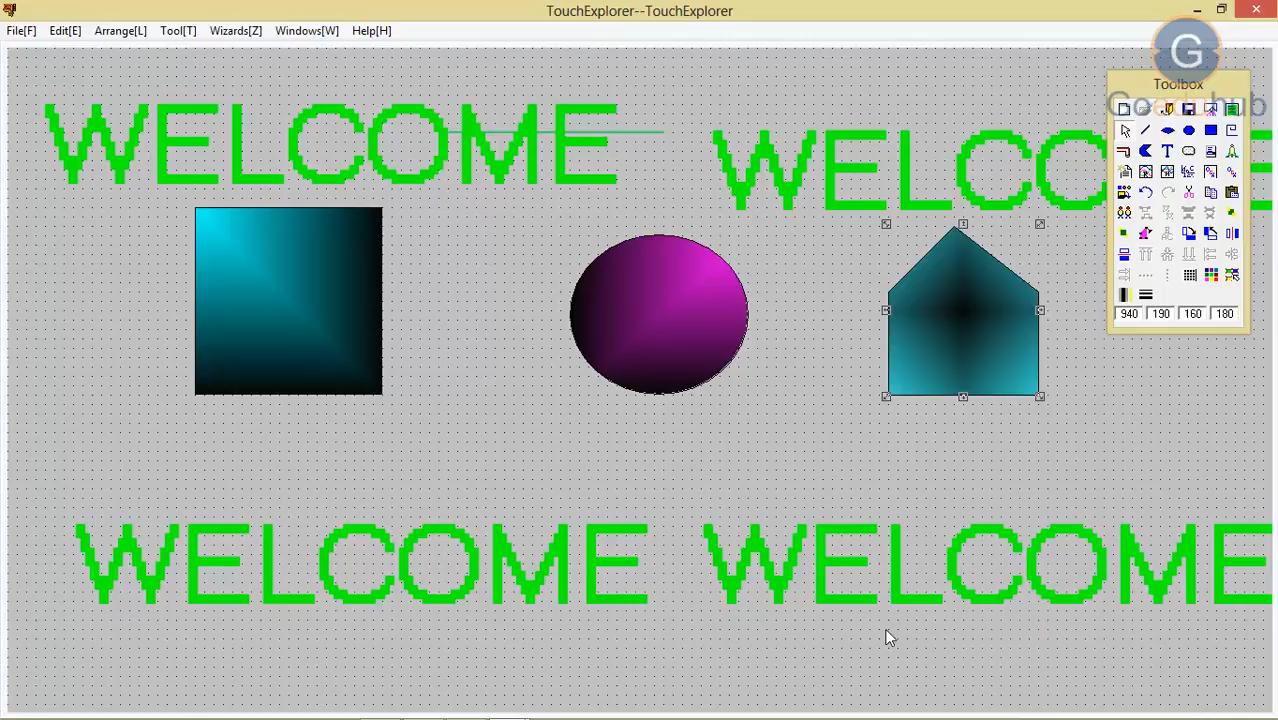 TouchExplorer--TouchExplorer
File[F] Edit[E] Arrange[L] Tool[T] Wizards[Z] Windows[W] Help[H]
G
Toolbox
WELCOME
WELCO
940 190 160 180
WELCOME WELCOME